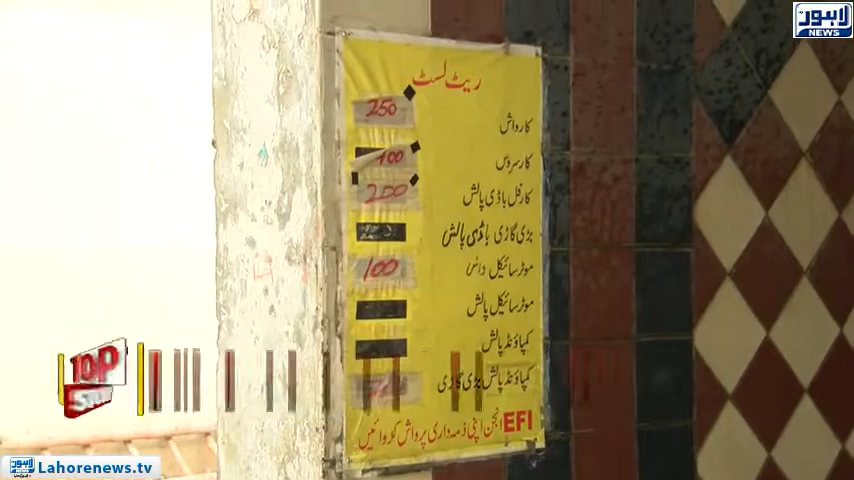 لاہور
NEWS
ریٹ لسٹ
کار واش 250
کار سروس
کار فل باڈی پالش 200
بڑی گاڑی باڈی پالش
موٹر سائیکل واش 100
موٹر سائیکل پالش
کمپاؤنڈ پالش
کمپاؤنڈ پالش بڑی گاڑی
EFI انجن اپنی ذمہ داری پر واش کروائیں
TOP
Lahorenews.tv